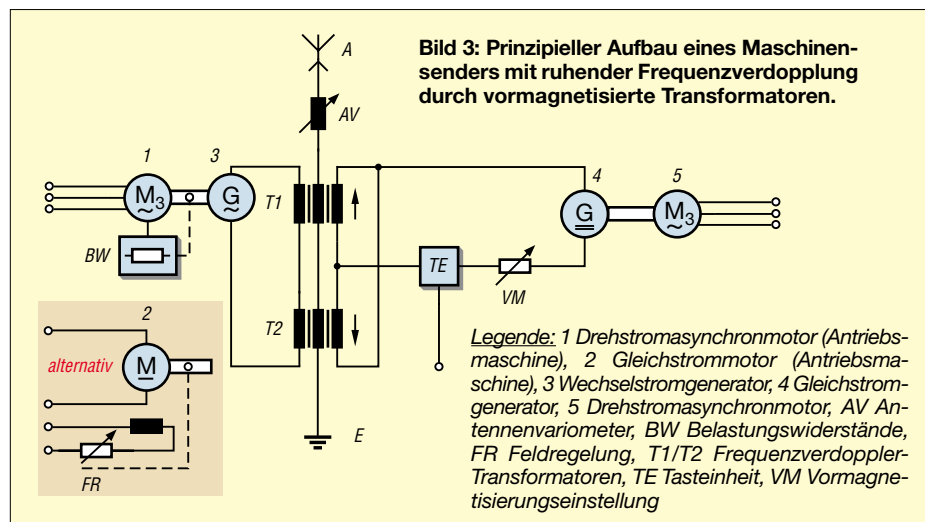 A
Bild 3: Prinzipieller Aufbau eines Maschinen-
senders mit ruhender Frequenzverdopplung
durch vormagnetisierte Transformatoren.
AV
1
3
4
5
M3
~
G
~
T1
G
M3
~
BW
TE
VM
2
alternativ
M
T2
E
FR
Legende: 1 Drehstromasynchronmotor (Antriebs-
maschine), 2 Gleichstrommotor (Antriebsma-
schine), 3 Wechselstromgenerator, 4 Gleichstrom-
generator, 5 Drehstromasynchronmotor, AV An-
tennenvariometer, BW Belastungswiderstände,
FR Feldregelung, T1/T2 Frequenzverdoppler-
Transformatoren, TE Tasteinheit, VM Vormagne-
tisierungseinstellung